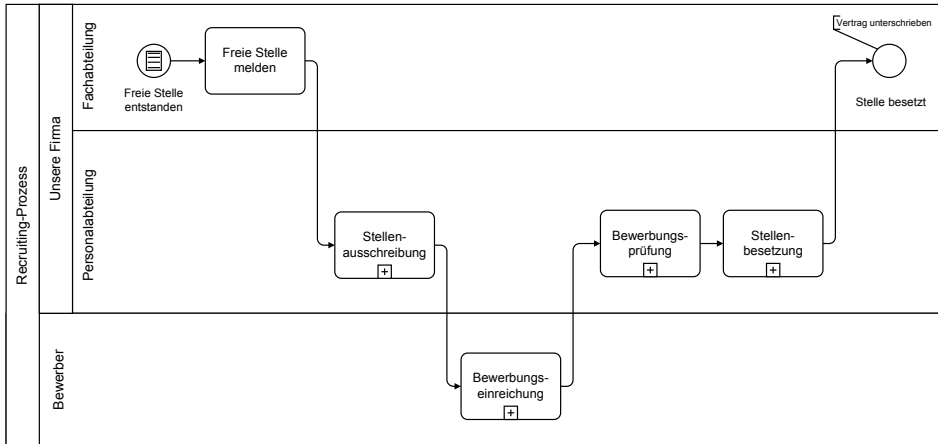 Recruiting-Prozess
Unsere Firma
Fachabteilung
Freie Stelle
entstanden
Freie Stelle
melden
Vertrag unterschrieben
Stelle besetzt
Personalabteilung
Stellen-
ausschreibung
Bewerbungs-
prüfung
Stellen-
besetzung
Bewerber
Bewerbungs-
einreichung